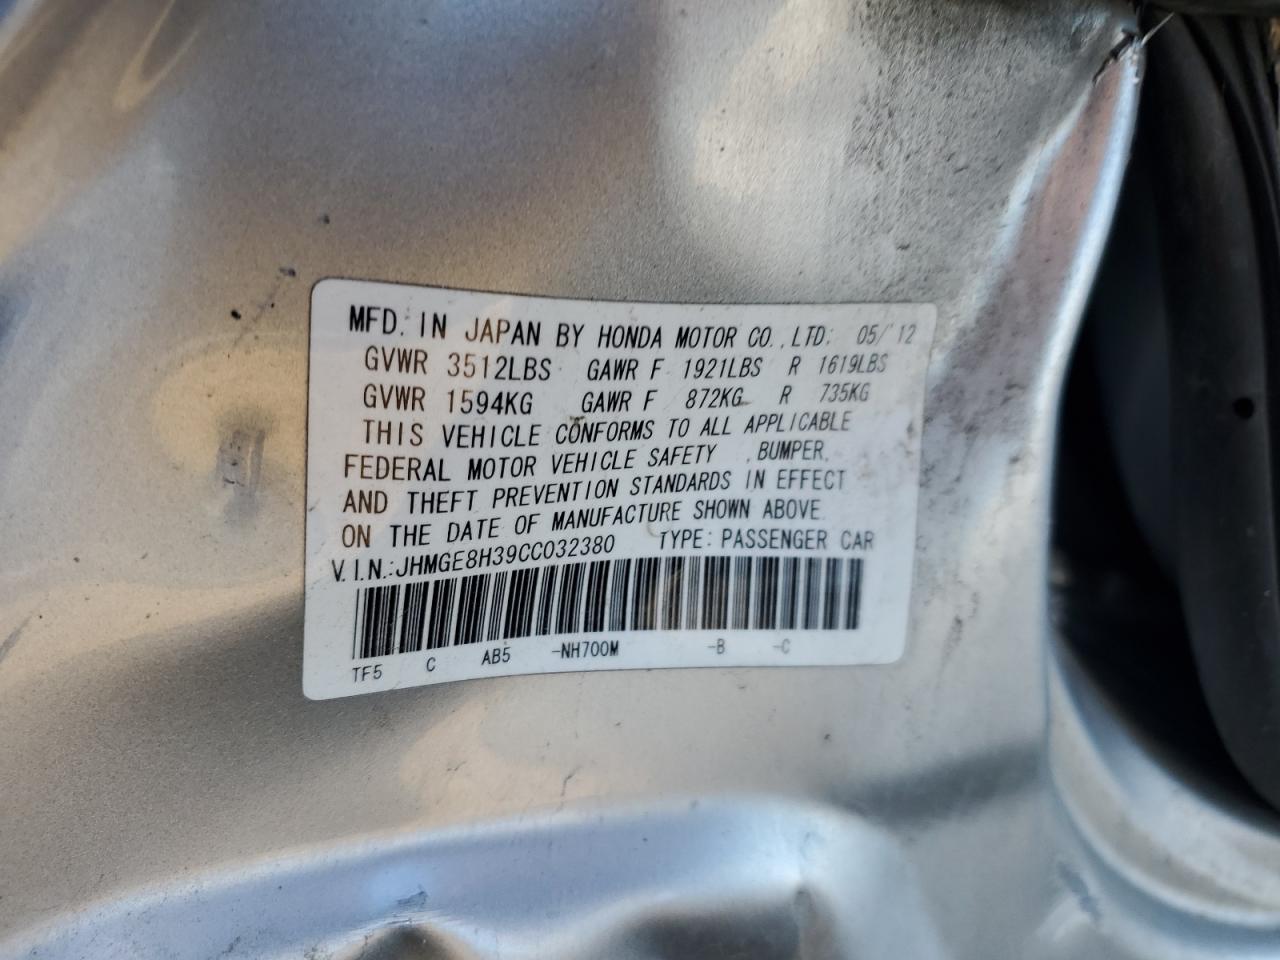 MFD. IN JAPAN BY HONDA MOTOR CO.,LTD. 05/12
GVWR 3512LBS GAWR F 1921LBS R 1619LBS
GVWR 1594KG GAWR F 872KG R 735KG
THIS VEHICLE CONFORMS TO ALL APPLICABLE
FEDERAL MOTOR VEHICLE SAFETY ,BUMPER,
AND THEFT PREVENTION STANDARDS IN EFFECT
ON THE DATE OF MANUFACTURE SHOWN ABOVE.
V.I.N.:JHMGE8H39CC032380 TYPE:PASSENGER CAR
TF5 C AB5 -NH700M -B -C